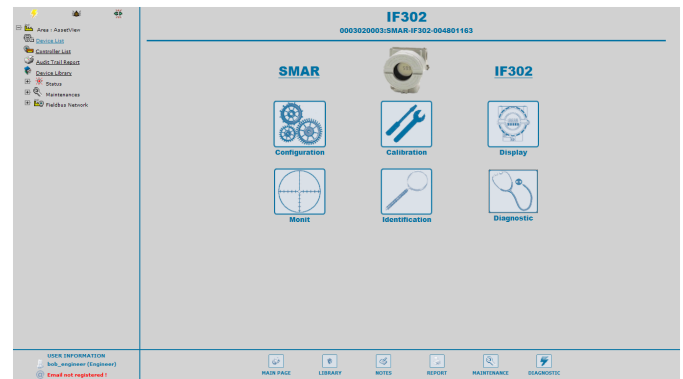 Area : AssetView
Device List
Controller List
Audit Trail Report
Device Library
Status
Maintenances
Fieldbus Network
IF302
0003020003:SMAR-IF302-004801163
SMAR
IF302
Configuration
Calibration
Display
Monit
Identification
Diagnostic
USER INFORMATION
bob_engineer (Engineer)
Email not registered !
MAIN PAGE
LIBRARY
NOTES
REPORT
MAINTENANCE
DIAGNOSTIC